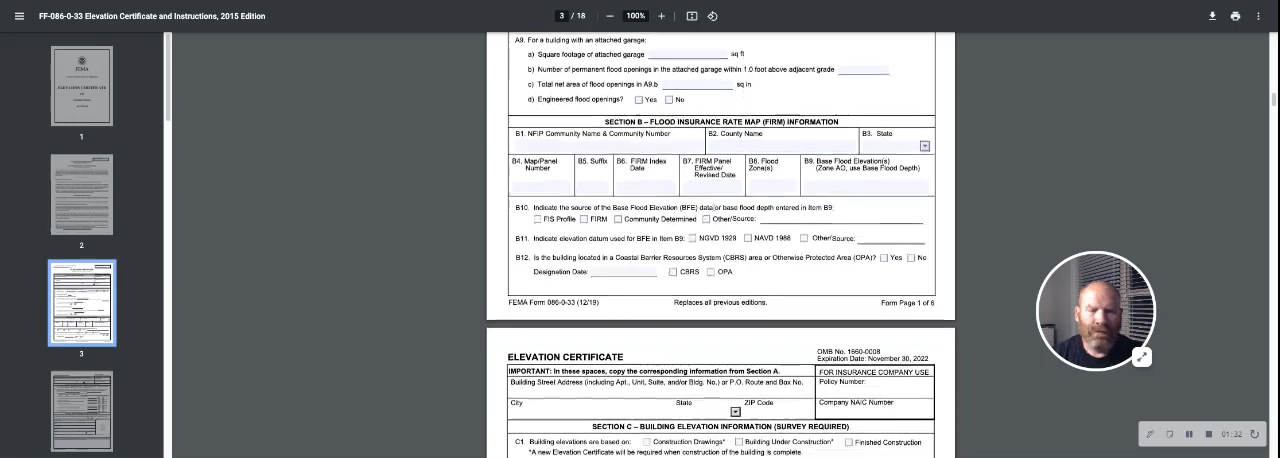 FF-086-0-33 Elevation Certificate and Instructions, 2015 Edition
3 / 18
100%
FEMA
ELEVATION CERTIFICATE
1
2
3
A9. For a building with an attached garage:
a) Square footage of attached garage sq ft
b) Number of permanent flood openings in the attached garage within 1.0 foot above adjacent grade
c) Total net area of flood openings in A9.b sq in
d) Engineered flood openings? Yes No
SECTION B – FLOOD INSURANCE RATE MAP (FIRM) INFORMATION
B1. NFIP Community Name & Community Number B2. County Name B3. State
B4. Map/Panel Number B5. Suffix B6. FIRM Index Date B7. FIRM Panel Effective/ Revised Date B8. Flood Zone(s) B9. Base Flood Elevation(s) (Zone AO, use Base Flood Depth)
B10. Indicate the source of the Base Flood Elevation (BFE) data or base flood depth entered in Item B9:
FIS Profile FIRM Community Determined Other/Source:
B11. Indicate elevation datum used for BFE in Item B9: NGVD 1929 NAVD 1988 Other/Source:
B12. Is the building located in a Coastal Barrier Resources System (CBRS) area or Otherwise Protected Area (OPA)? Yes No
Designation Date: CBRS OPA
FEMA Form 086-0-33 (12/19) Replaces all previous editions. Form Page 1 of 6
ELEVATION CERTIFICATE
OMB No. 1660-0008
Expiration Date: November 30, 2022
IMPORTANT: In these spaces, copy the corresponding information from Section A. FOR INSURANCE COMPANY USE
Building Street Address (including Apt., Unit, Suite, and/or Bldg. No.) or P.O. Route and Box No. Policy Number:
City State ZIP Code Company NAIC Number
SECTION C – BUILDING ELEVATION INFORMATION (SURVEY REQUIRED)
C1. Building elevations are based on: Construction Drawings* Building Under Construction* Finished Construction
*A new Elevation Certificate will be required when construction of the building is complete.
01:32